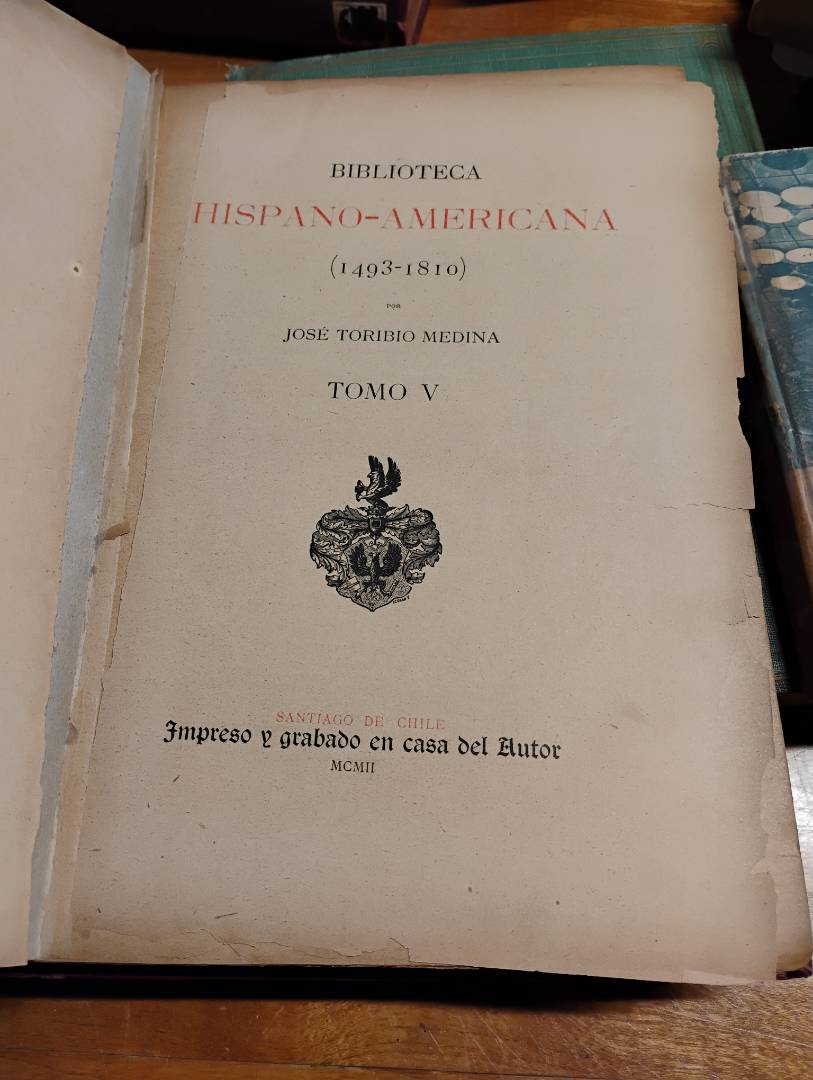 BIBLIOTECA
HISPANO-AMERICANA
(1493-1810)
POR
JOSÉ TORIBIO MEDINA
TOMO V
SANTIAGO DE CHILE
Impreso y grabado en casa del Autor
MCMII